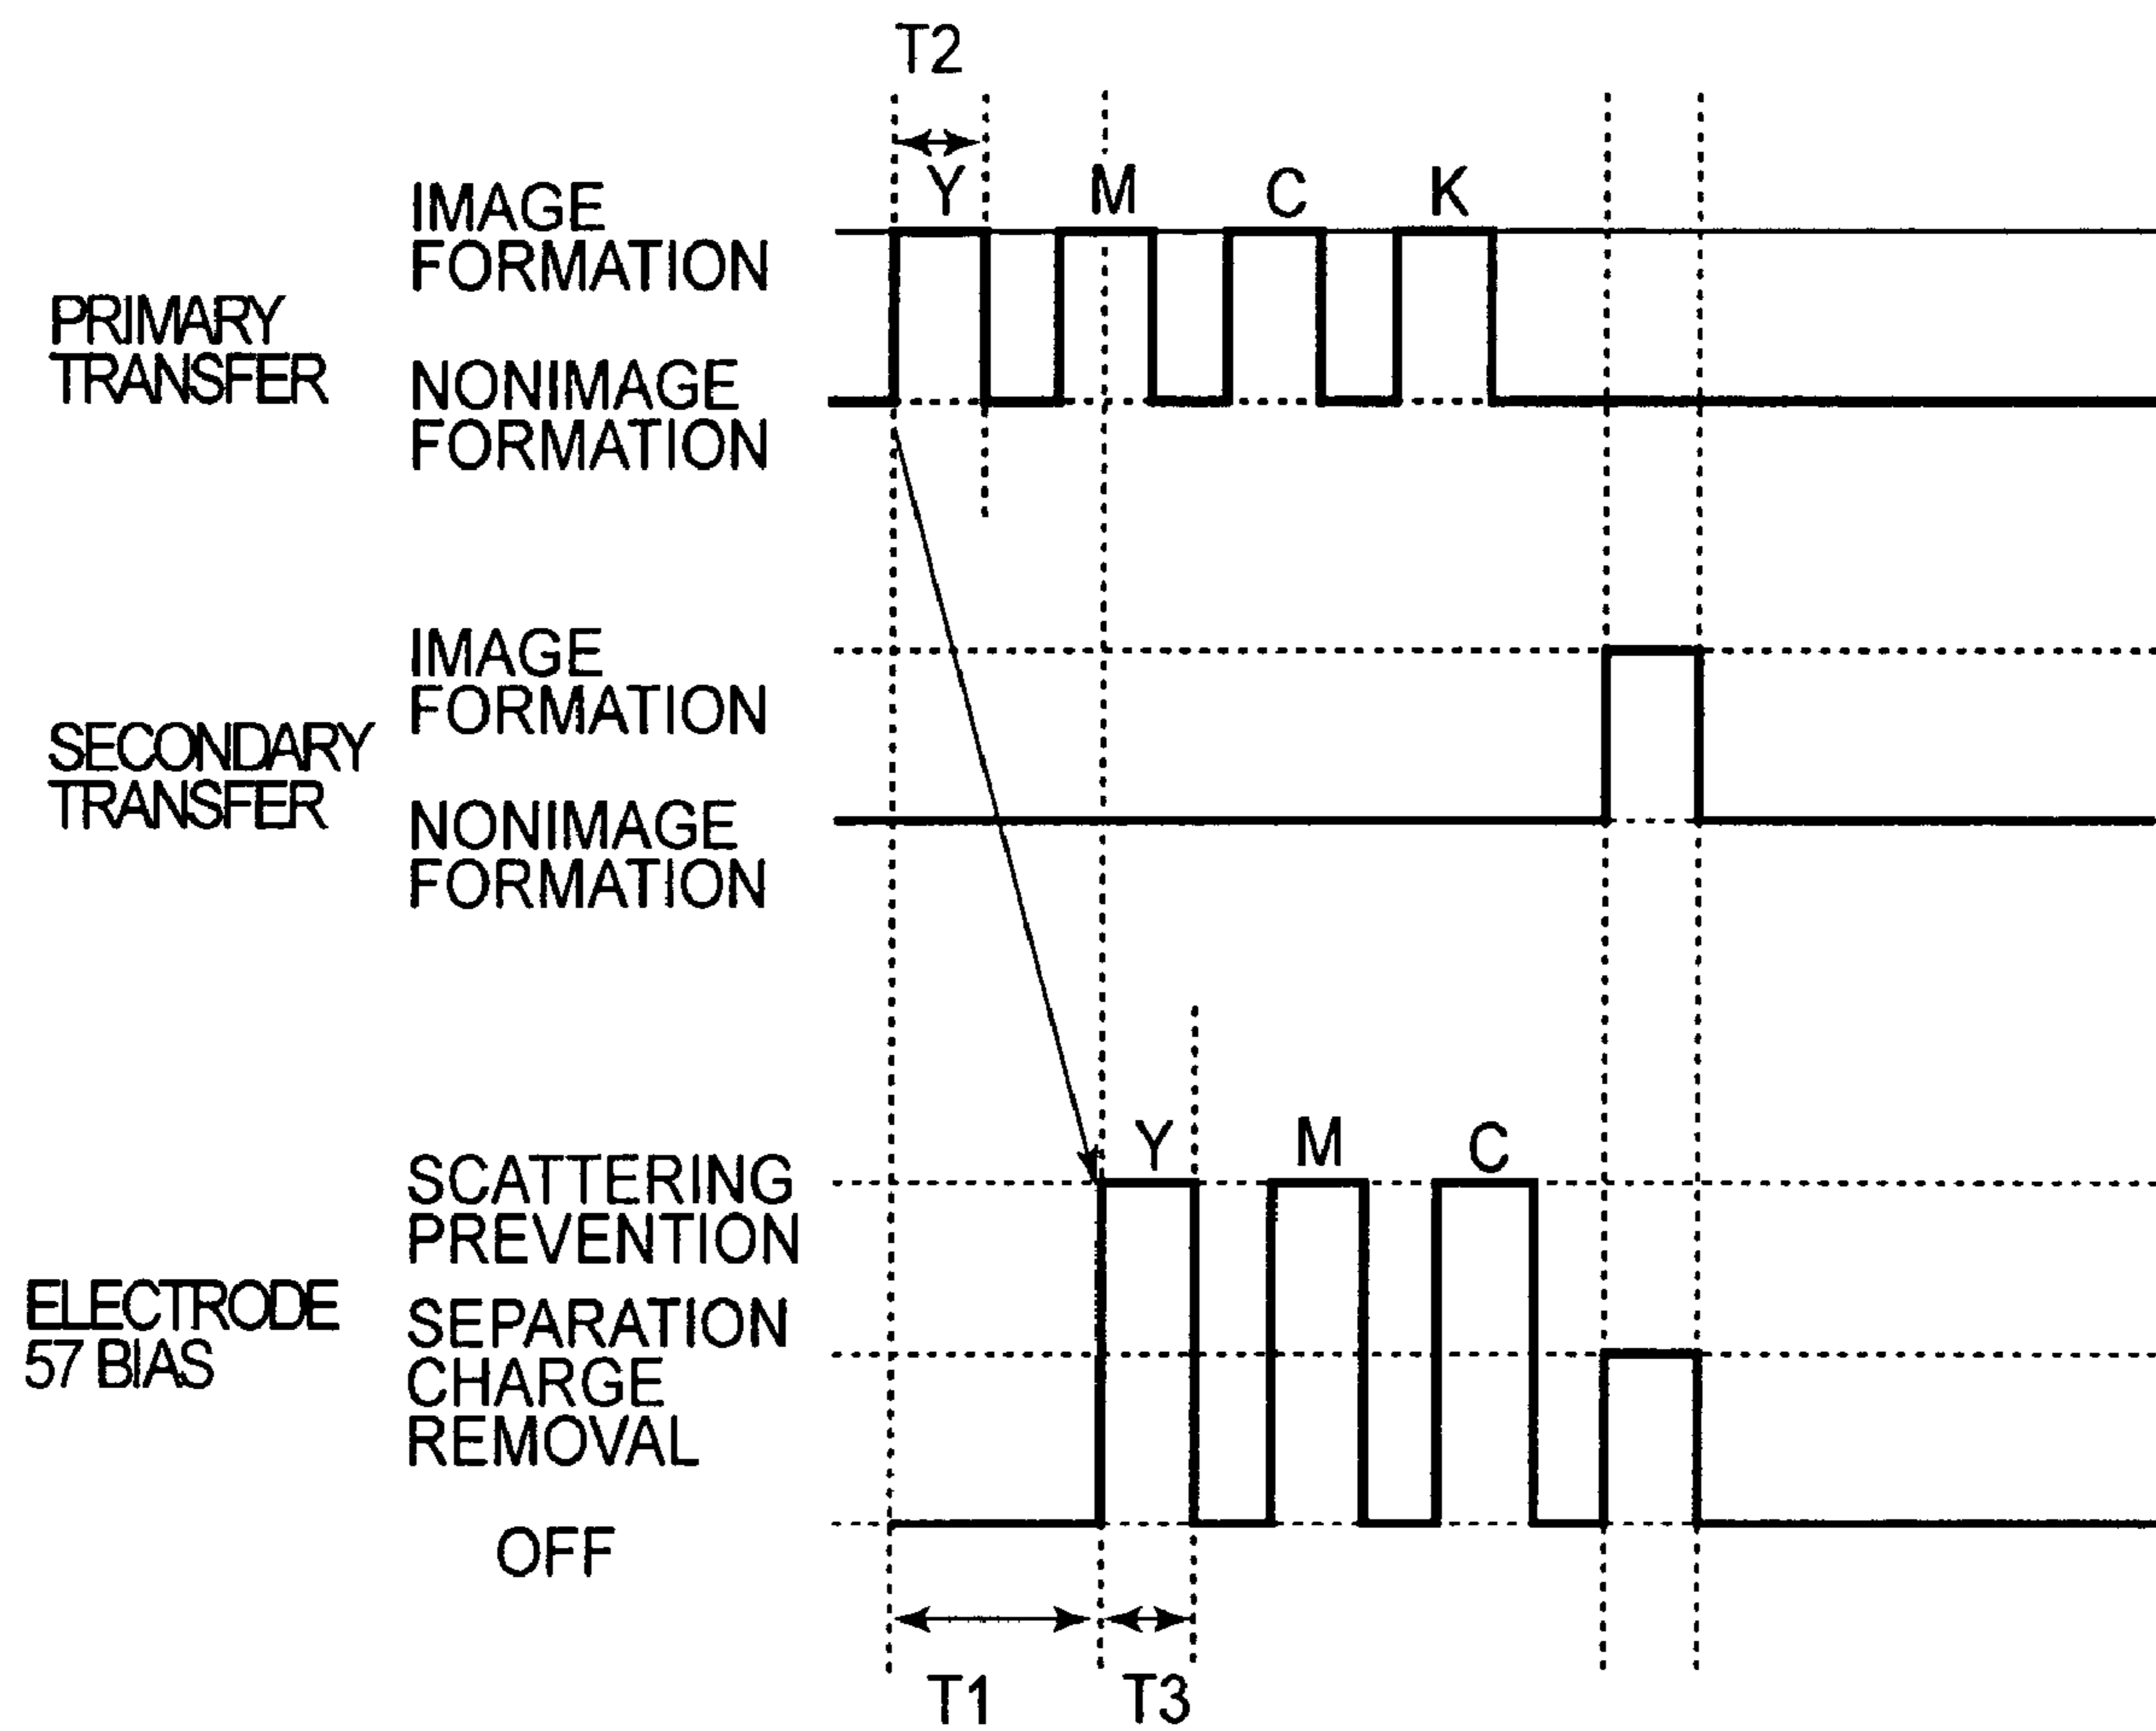 T2
Y M C K
IMAGE
FORMATION
PRIMARY
TRANSFER
NONIMAGE
FORMATION
IMAGE
FORMATION
SECONDARY
TRANSFER
NONIMAGE
FORMATION
Y M C
SCATTERING
PREVENTION
ELECTRODE
57 BIAS
SEPARATION
CHARGE
REMOVAL
OFF
T1 T3